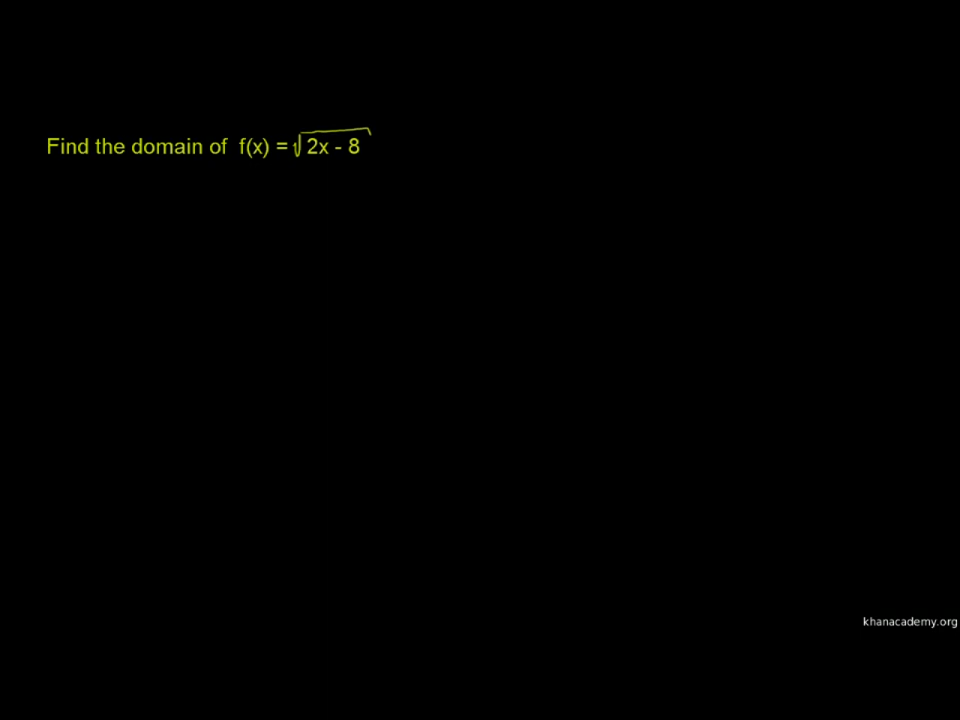 Find the domain of f(x) = √2x - 8
khanacademy.org